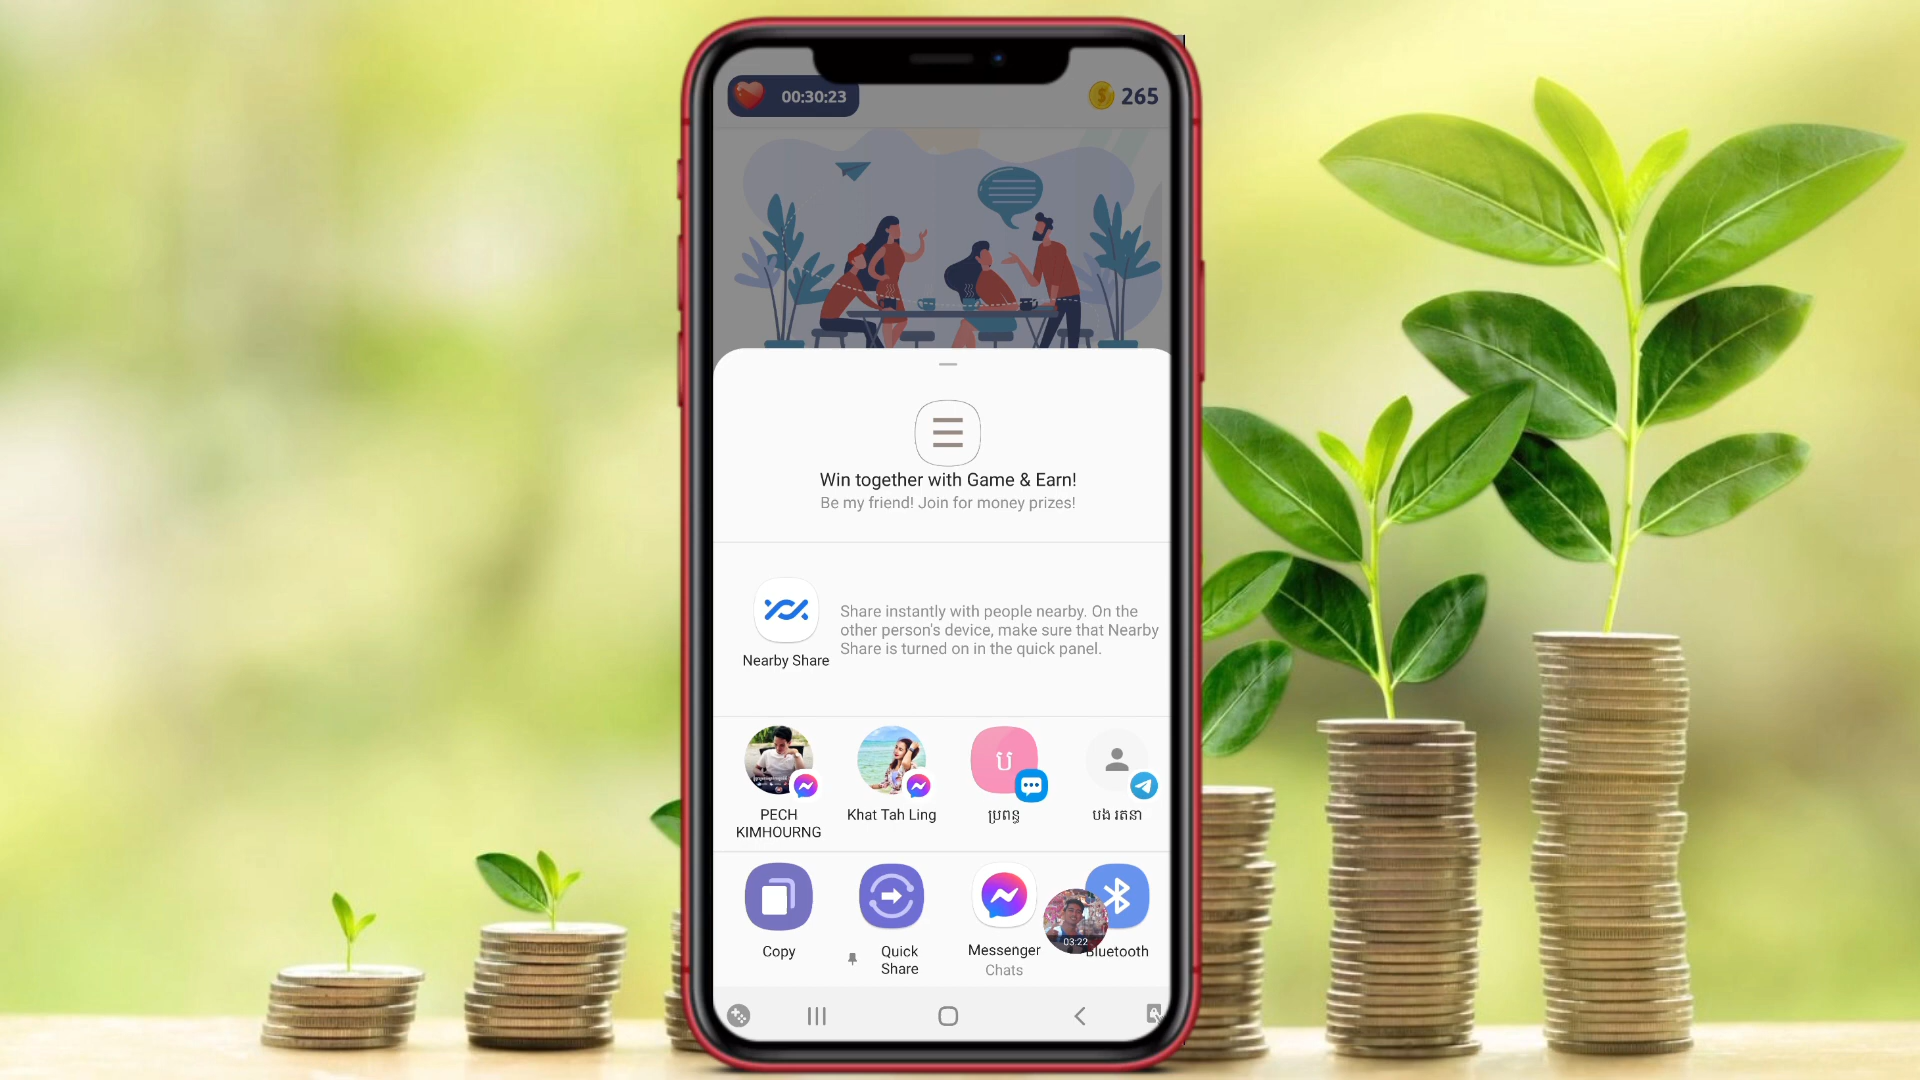 00:30:23
265
Win together with Game & Earn!
Be my friend! Join for money prizes!
Share instantly with people nearby. On the
other person's device, make sure that Nearby
Share is turned on in the quick panel.
Nearby Share
ប
PECH
KIMHOURNG
Khat Tah Ling
ប្រពន្ធ
បង រតនា
Copy
Quick
Share
Messenger
Chats
03:22
Bluetooth